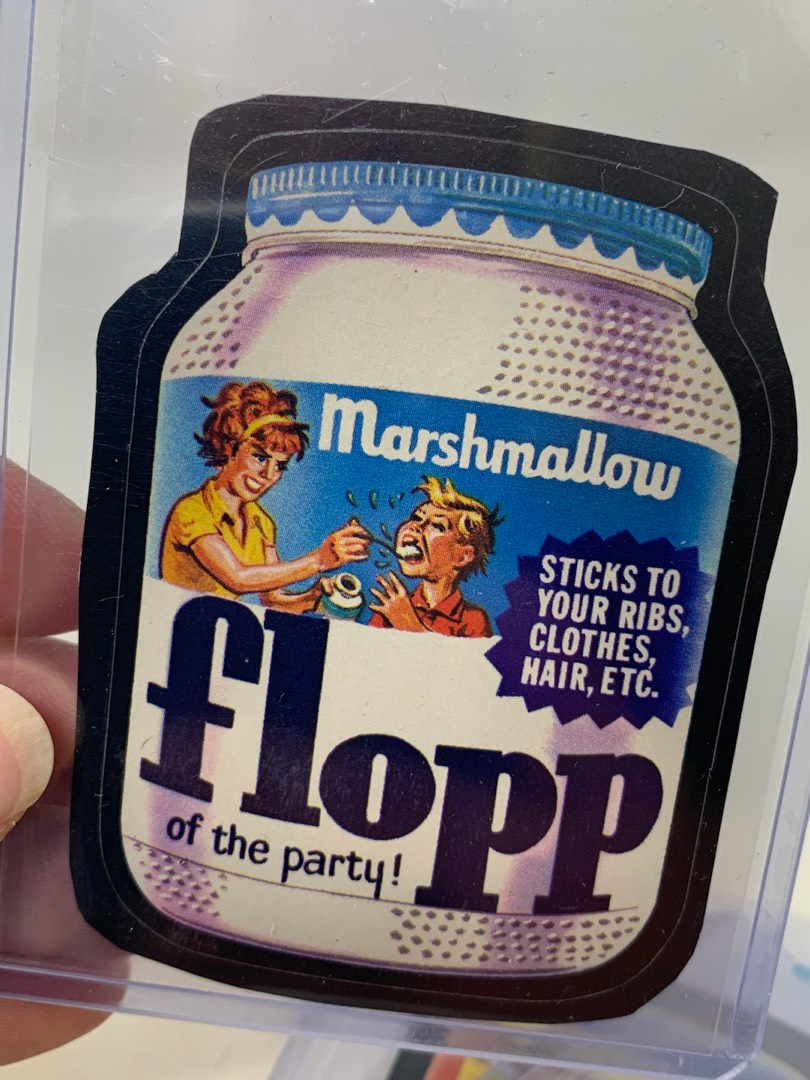 Marshmallow
STICKS TO
YOUR RIBS,
CLOTHES,
HAIR, ETC.
flopp
of the party!